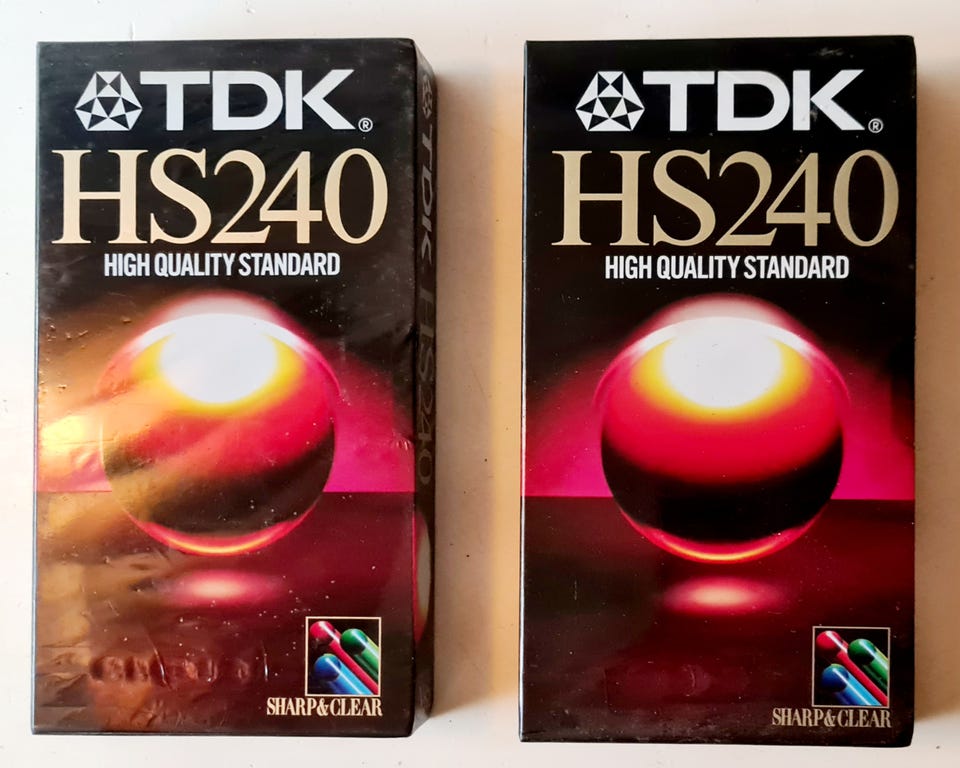 TDK®
HS240
HIGH QUALITY STANDARD
SHARP&CLEAR
TDK HS240
TDK®
HS240
HIGH QUALITY STANDARD
SHARP&CLEAR